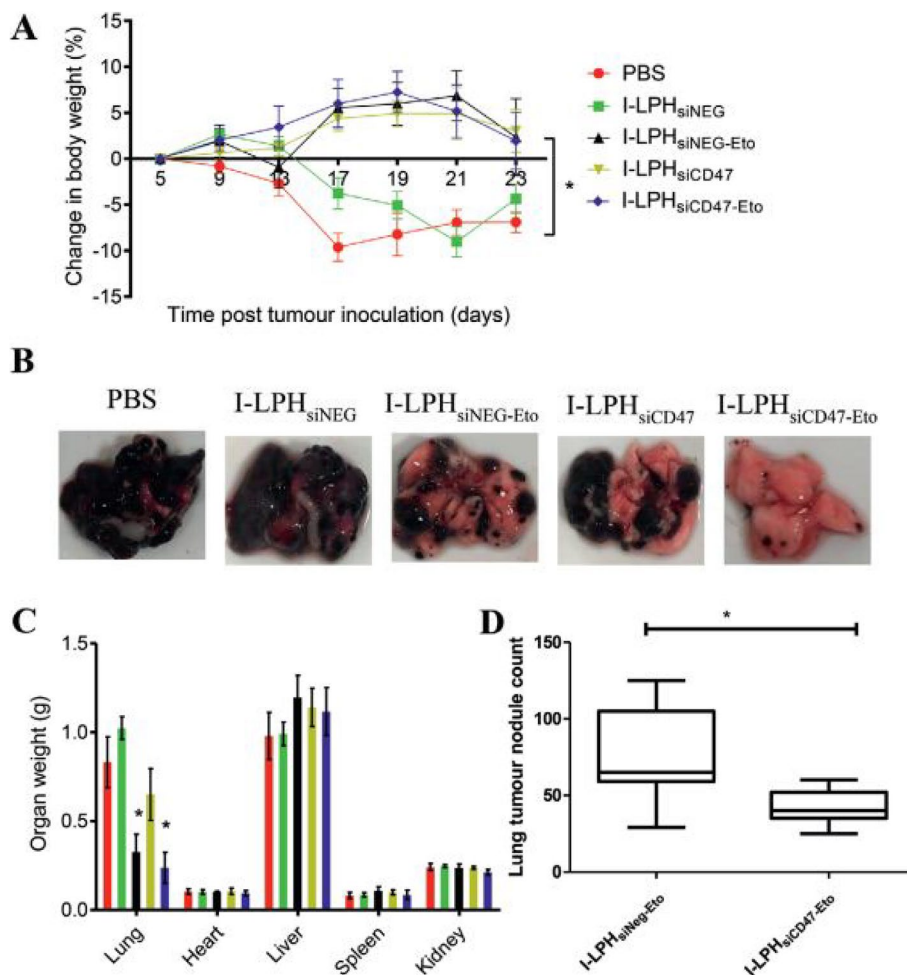 A
Change in body weight (%)
15
10
5
0
-5
-10
-15
5 9 13 17 19 21 23
Time post tumour inoculation (days)
*
PBS
I-LPHsiNEG
I-LPHsiNEG-Eto
I-LPHsiCD47
I-LPHsiCD47-Eto
B
PBS
I-LPHsiNEG
I-LPHsiNEG-Eto
I-LPHsiCD47
I-LPHsiCD47-Eto
C
Organ weight (g)
1.5
1.0
0.5
0.0
* *
Lung Heart Liver Spleen Kidney
D
*
Lung tumour nodule count
150
100
50
0
I-LPHsiNeg-Eto
I-LPHsiCD47-Eto